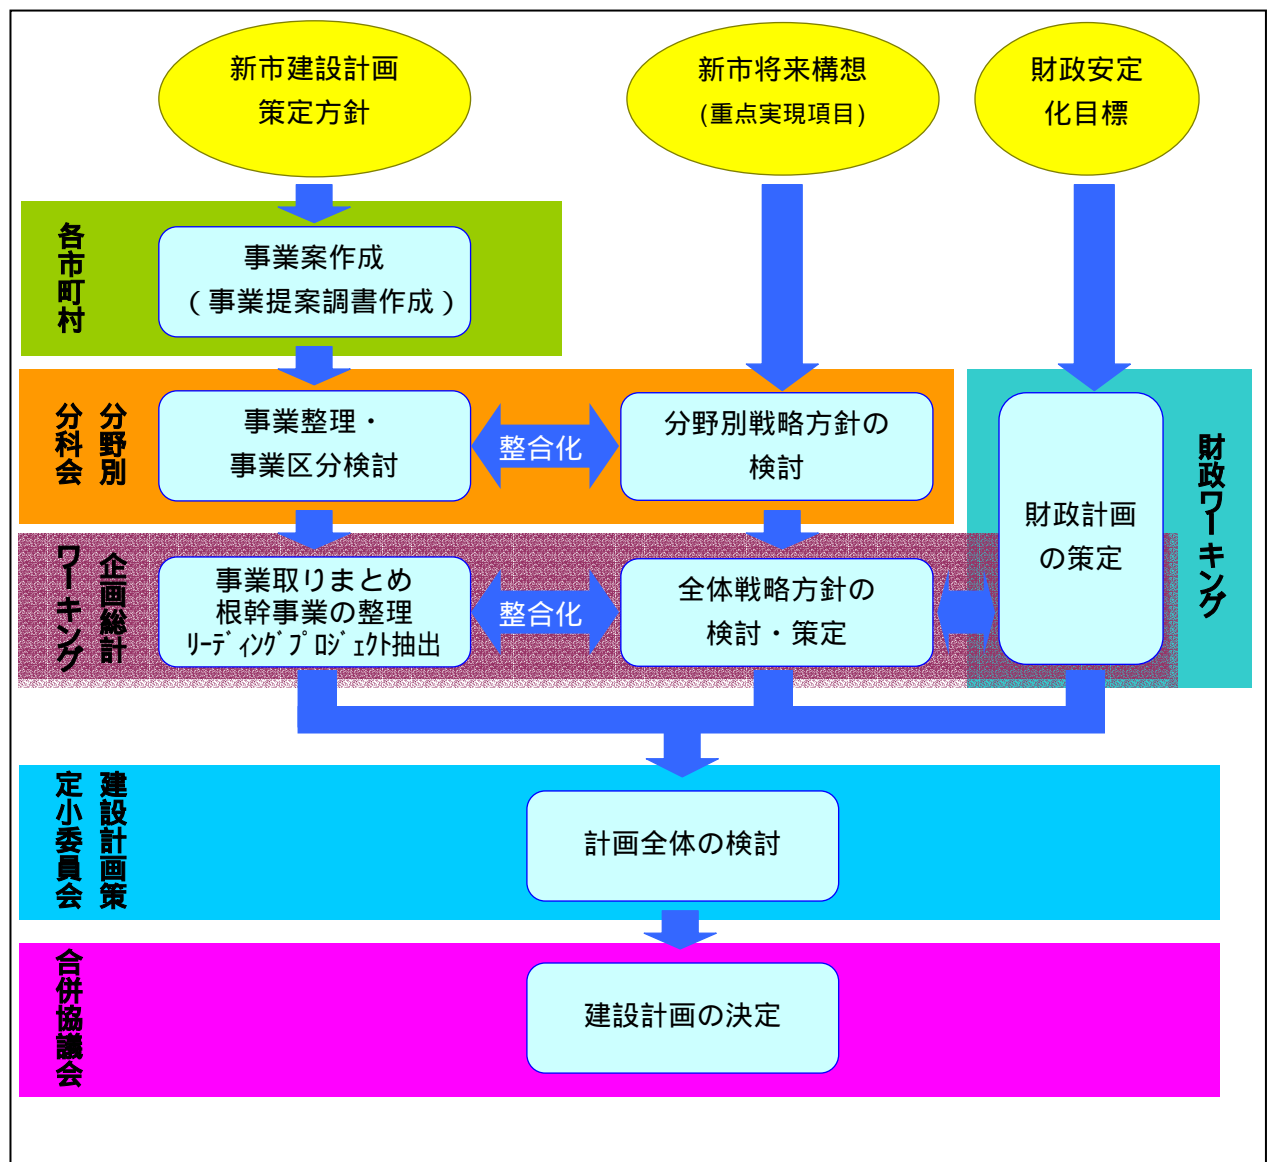 新市建設計画
策定方針
新市将来構想
(重点実現項目)
財政安定
化目標
各市町村
事業案作成
（事業提案調書作成）
分野別
分科会
事業整理・
事業区分検討
整合化
分野別戦略方針の
検討
財政ワーキング
財政計画
の策定
企画総計
ワーキング
事業取りまとめ
根幹事業の整理
ﾘｰﾃﾞｨﾝｸﾞﾌﾟﾛｼﾞｪｸﾄ抽出
整合化
全体戦略方針の
検討・策定
建設計画策
定小委員会
計画全体の検討
合併協議会
建設計画の決定